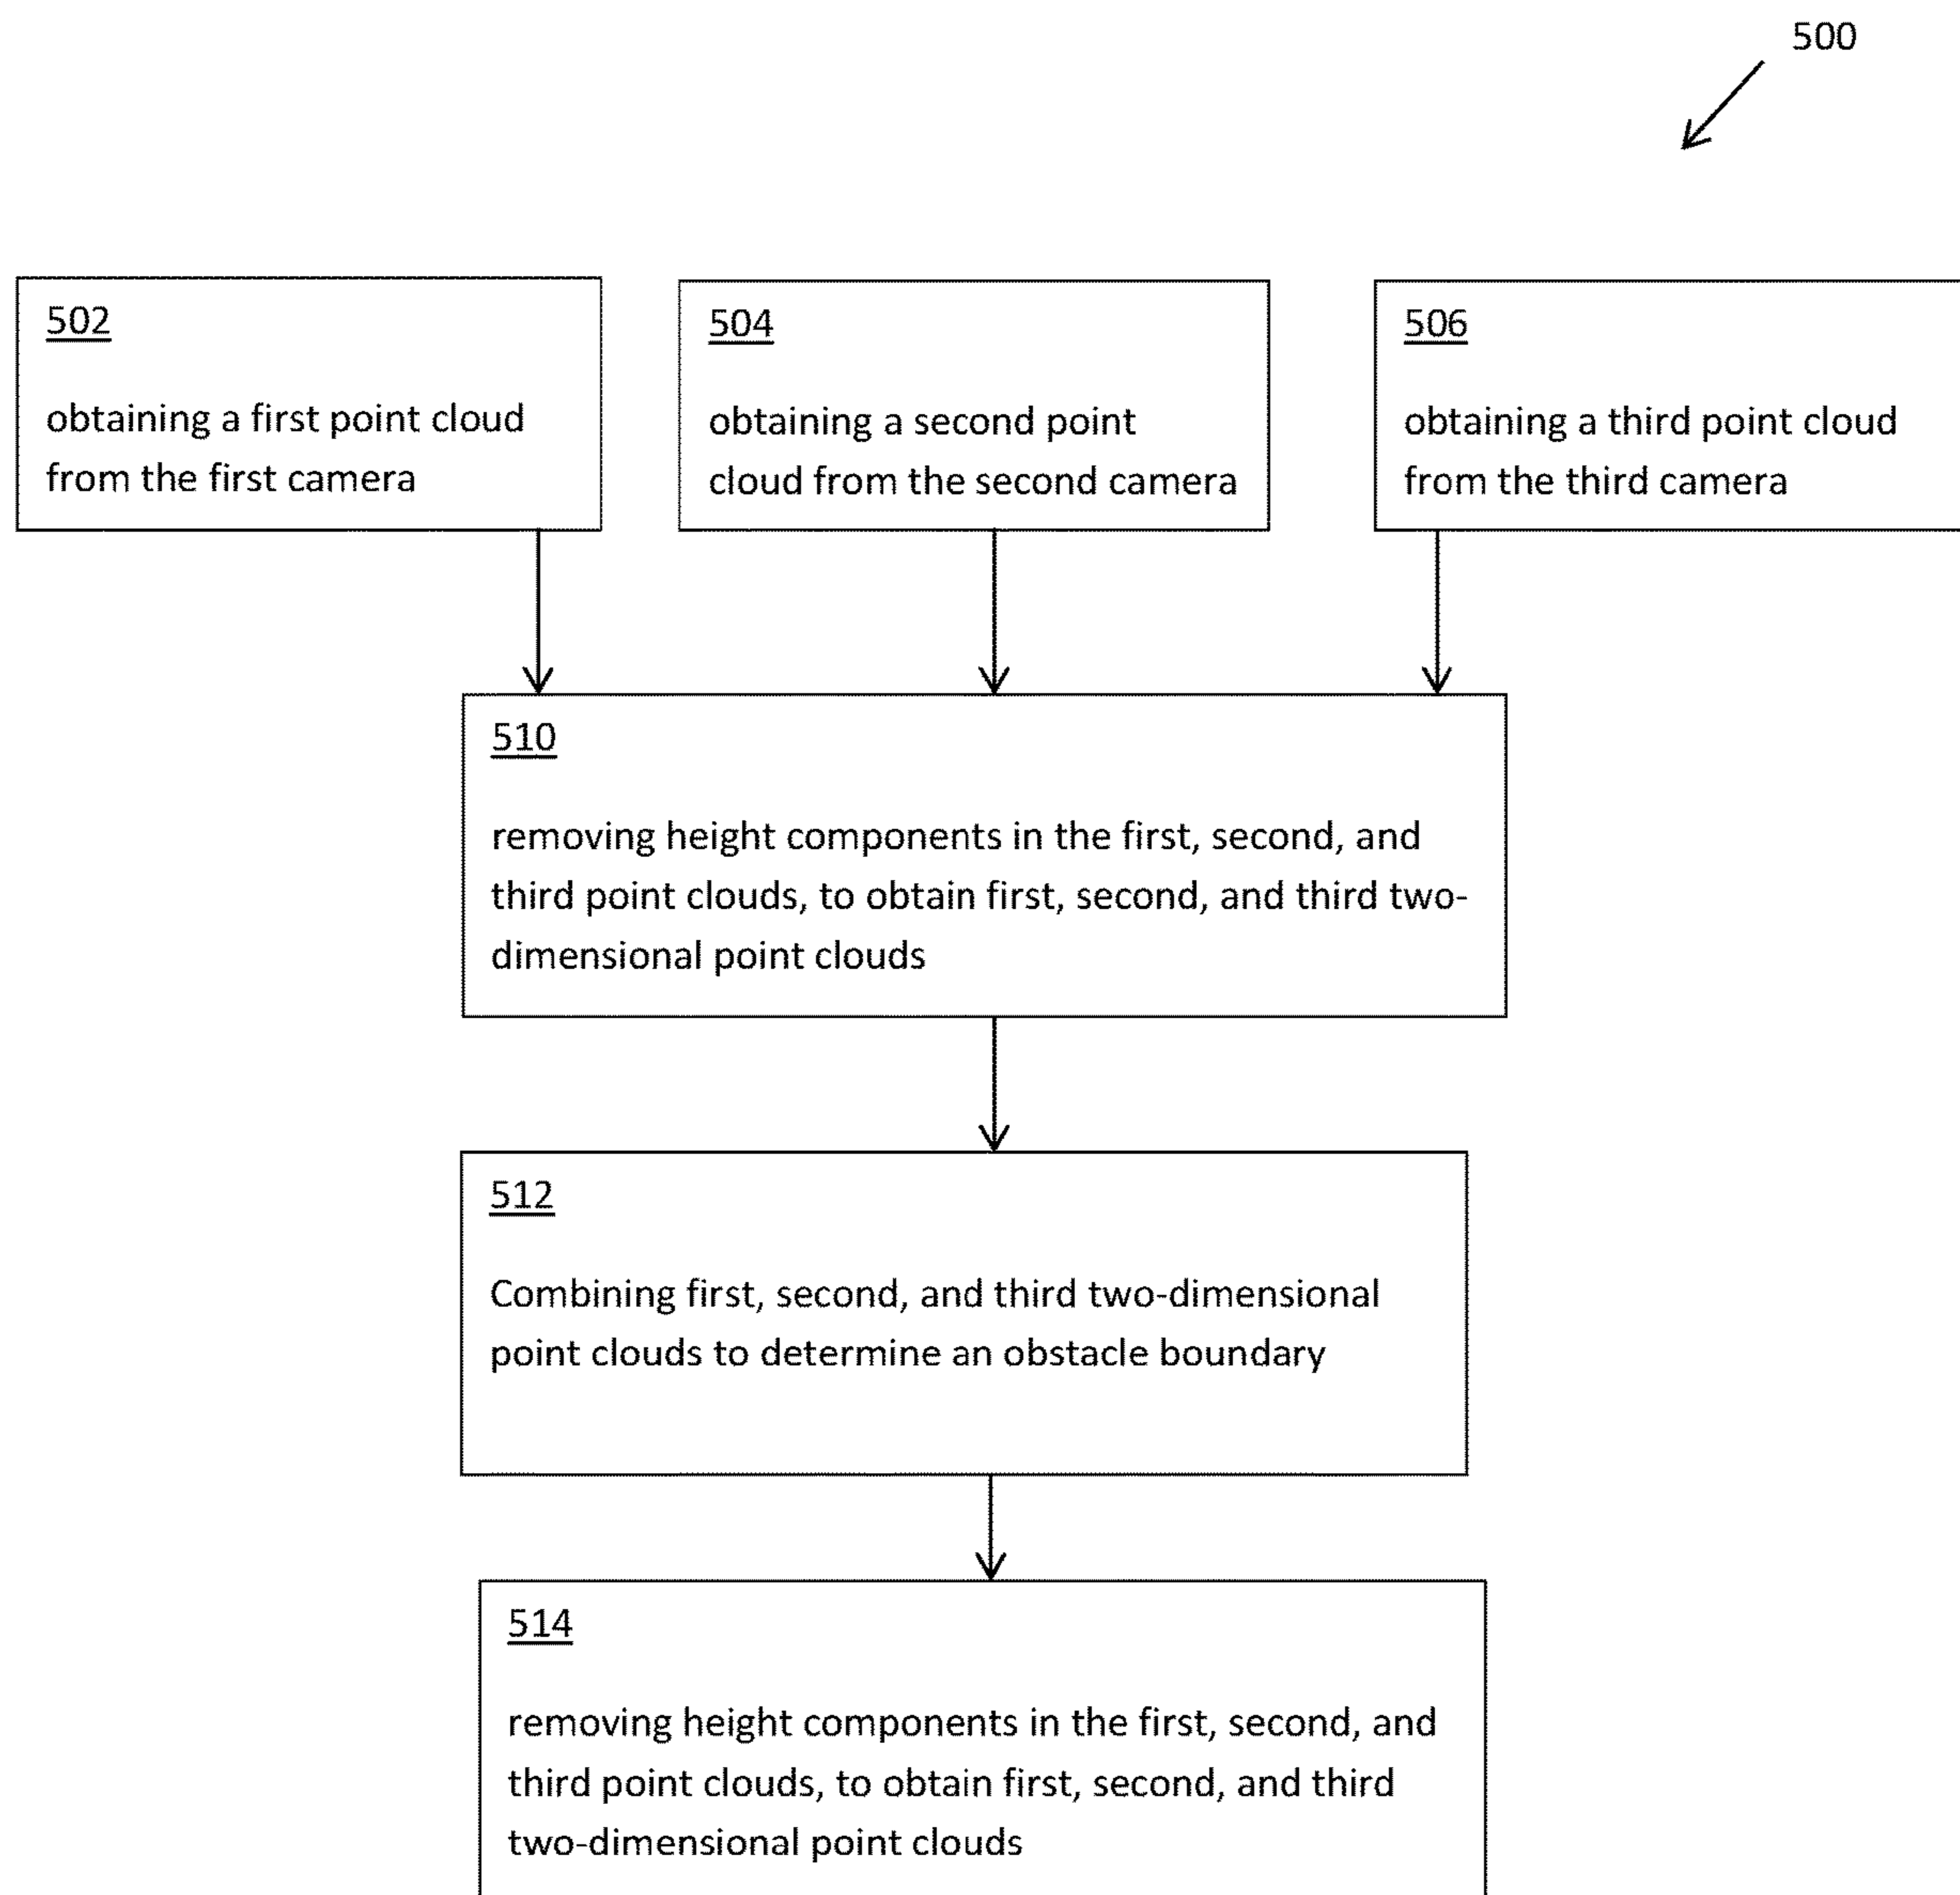 500
502
obtaining a first point cloud
from the first camera
504
obtaining a second point
cloud from the second camera
506
obtaining a third point cloud
from the third camera
510
removing height components in the first, second, and
third point clouds, to obtain first, second, and third two-
dimensional point clouds
512
Combining first, second, and third two-dimensional
point clouds to determine an obstacle boundary
514
removing height components in the first, second, and
third point clouds, to obtain first, second, and third
two-dimensional point clouds